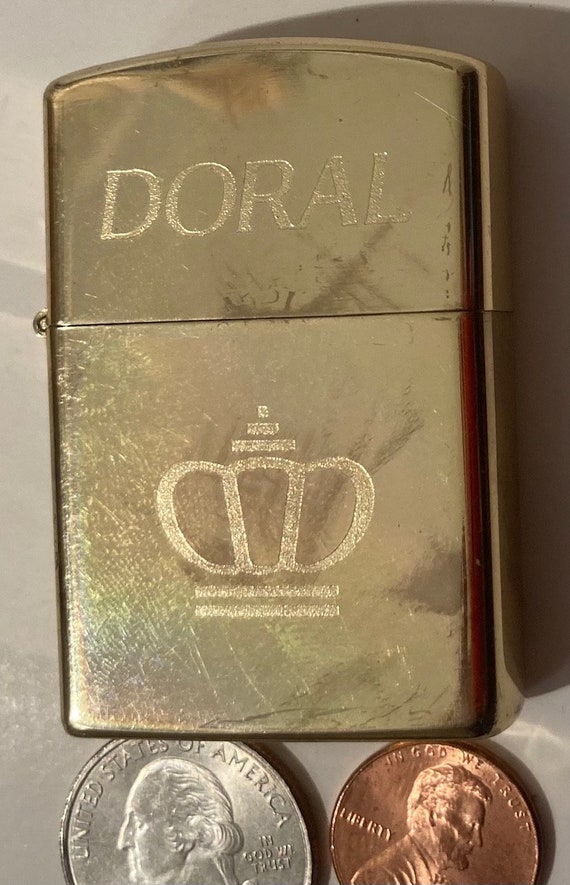 DORAL
UNITED STATES OF AMERICA
IN
GOD WE
TRUST
IN GOD WE TRUST
LIBERTY